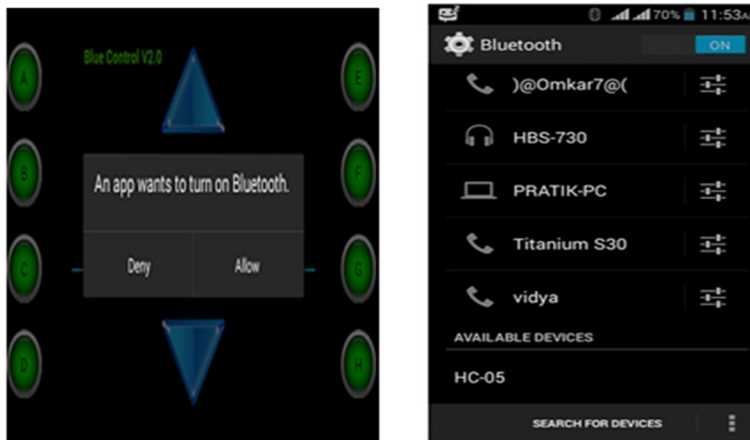 Blue Control V2.0
A
B
C
D
E
F
G
H
An app wants to turn on Bluetooth.
Deny
Allow
70% 11:53
Bluetooth
ON
)@Omkar7@(
HBS-730
PRATIK-PC
Titanium S30
vidya
AVAILABLE DEVICES
HC-05
SEARCH FOR DEVICES